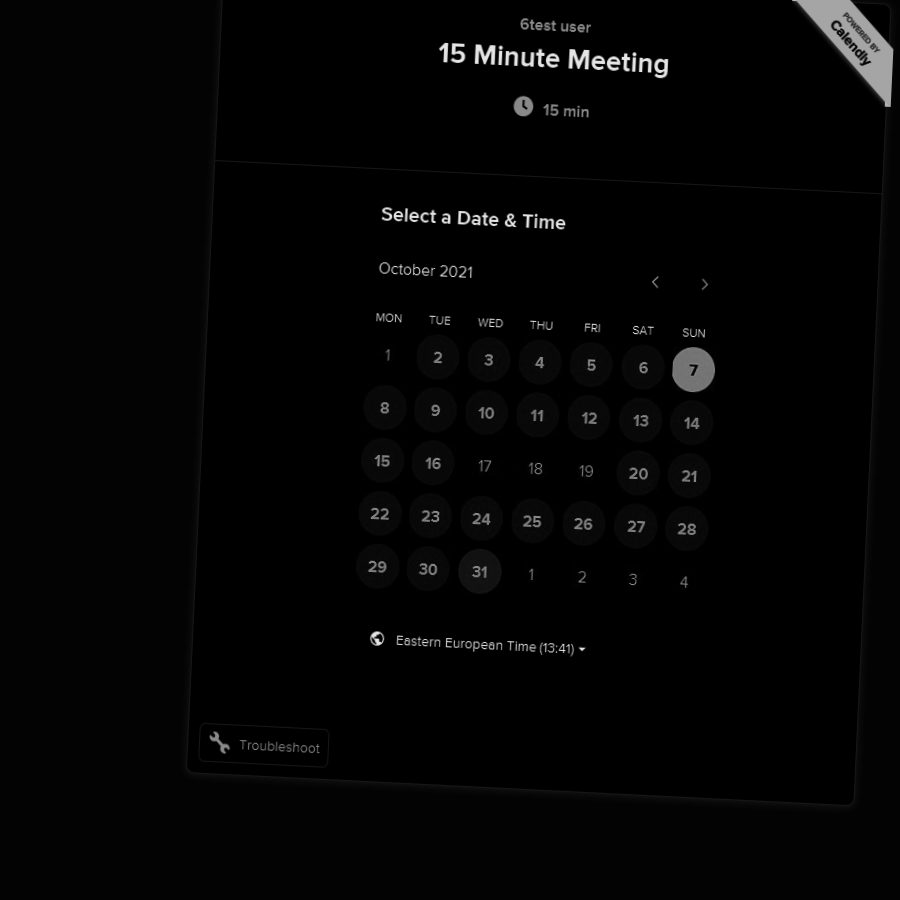 6test user
15 Minute Meeting
15 min
POWERED BY
Calendly
Select a Date & Time
October 2021
MON TUE WED THU FRI SAT SUN
1 2 3 4 5 6 7
8 9 10 11 12 13 14
15 16 17 18 19 20 21
22 23 24 25 26 27 28
29 30 31 1 2 3 4
Eastern European Time (13:41)
Troubleshoot